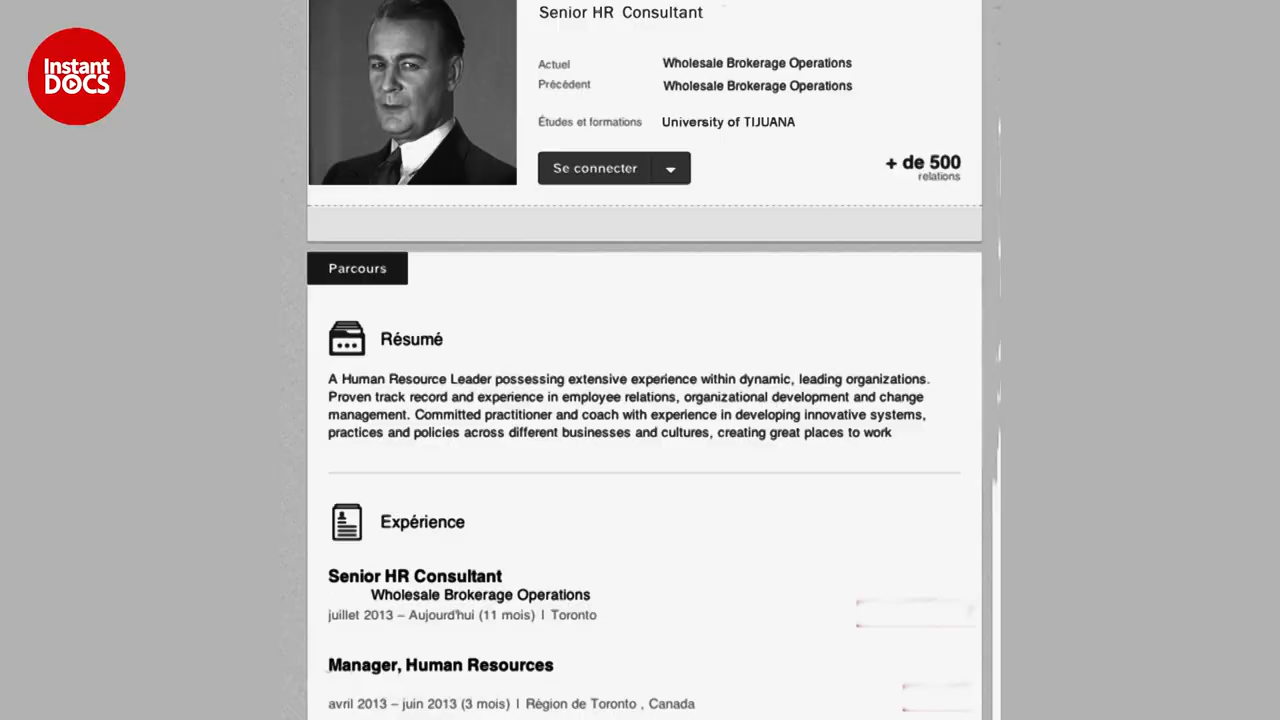 Instant
DOCS
Senior HR Consultant
Actuel Wholesale Brokerage Operations
Précédent Wholesale Brokerage Operations
Études et formations University of TIJUANA
Se connecter
+ de 500
relations
Parcours
Résumé
A Human Resource Leader possessing extensive experience within dynamic, leading organizations.
Proven track record and experience in employee relations, organizational development and change
management. Committed practitioner and coach with experience in developing innovative systems,
practices and policies across different businesses and cultures, creating great places to work
Expérience
Senior HR Consultant
Wholesale Brokerage Operations
juillet 2013 – Aujourd'hui (11 mois) | Toronto
Manager, Human Resources
avril 2013 – juin 2013 (3 mois) | Région de Toronto , Canada